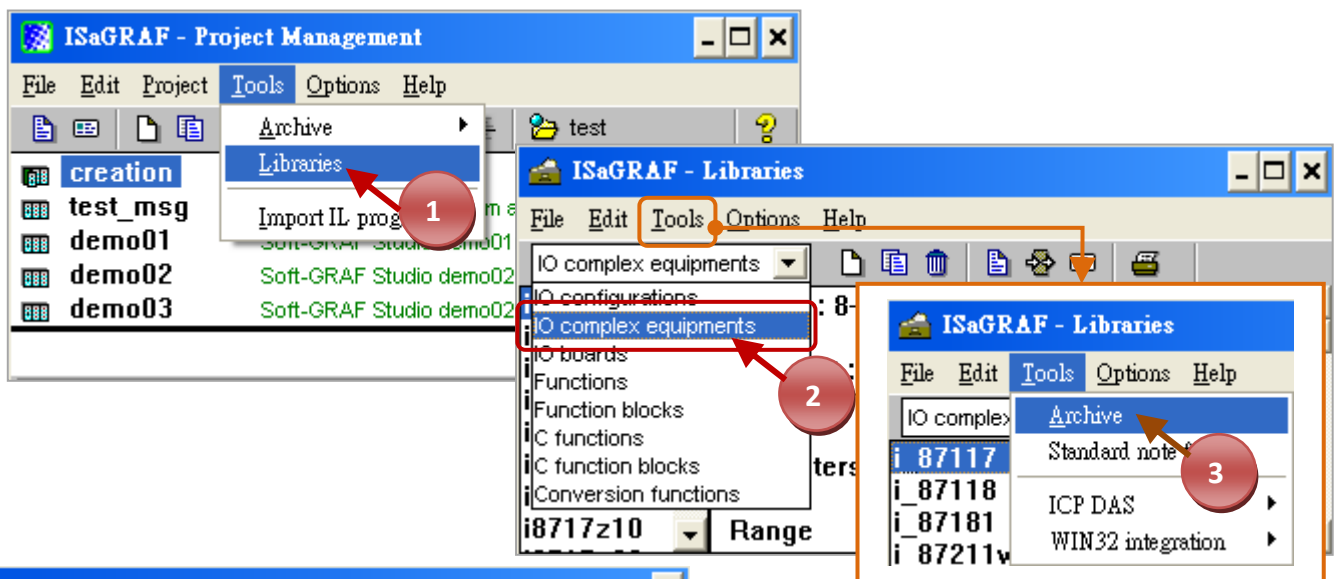 ISaGRAF - Project Management
File Edit Project Tools Options Help
test
Archive
Libraries
Import IL prog
1
creation
test_msg
demo01 Soft-GRAF Studio demo01
demo02 Soft-GRAF Studio demo02
demo03 Soft-GRAF Studio demo02
ISaGRAF - Libraries
File Edit Tools Options Help
IO complex equipments
IO configurations
IO complex equipments
IO boards
Functions
Function blocks
C functions
C function blocks
Conversion functions
2
: 8-
ters
i8717z10 Range
ISaGRAF - Libraries
File Edit Tools Options Help
IO complex
Archive
Standard note
ICP DAS
WIN32 integration
3
i_87117
i_87118
i_87181
i_87211w